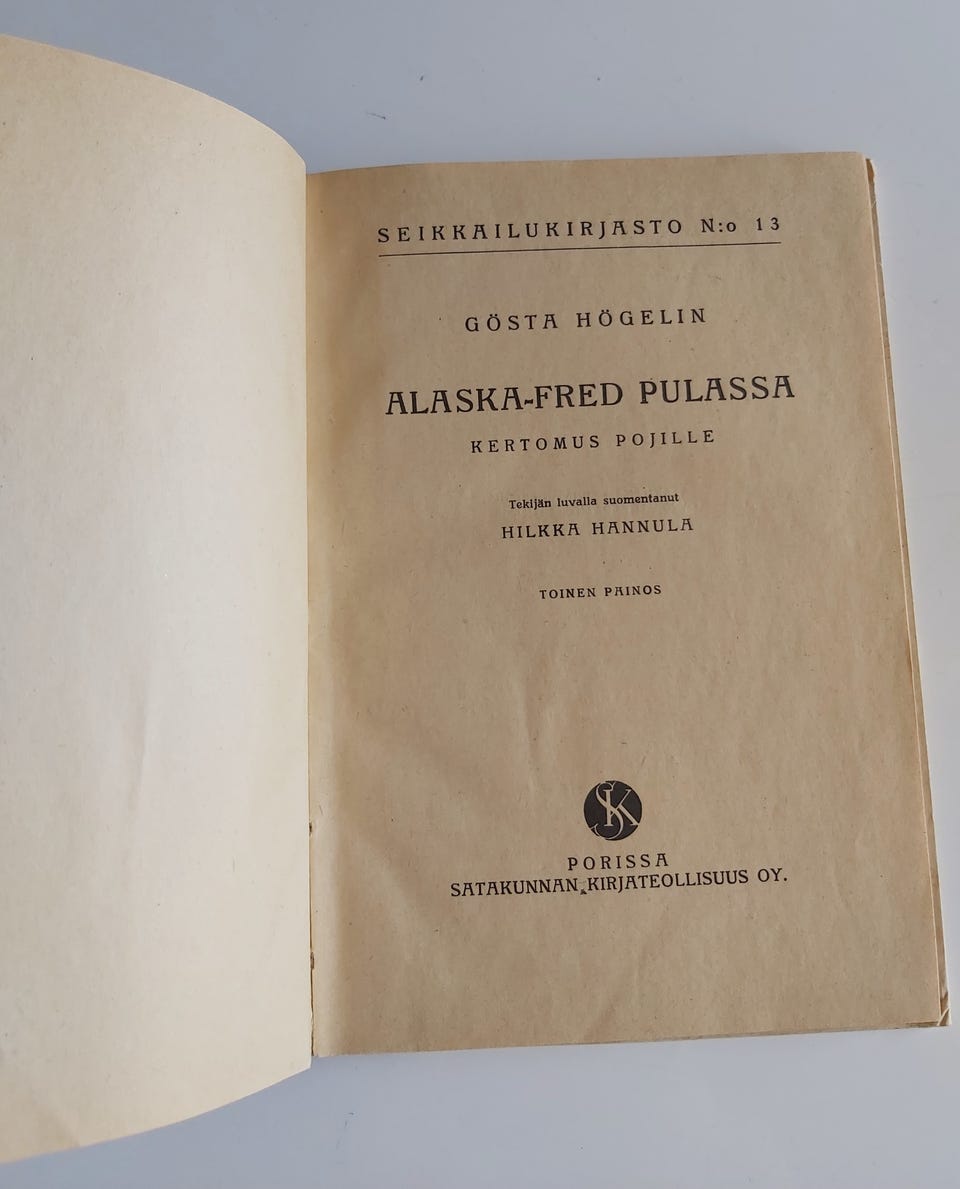 SEIKKAILUKIRJASTO N:o 13
GÖSTA HÖGELIN
ALASKA-FRED PULASSA
KERTOMUS POJILLE
Tekijän luvalla suomentanut
HILKKA HANNULA
TOINEN PAINOS
SK
PORISSA
SATAKUNNAN KIRJATEOLLISUUS OY.